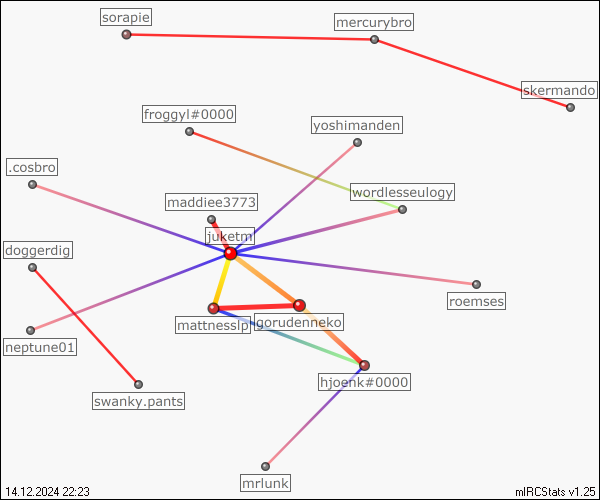 sorapie
mercurybro
skermando
froggyl#0000
yoshimanden
.cosbro
wordlesseulogy
maddiee3773
juketm
doggerdig
roemses
mattnesslpl
gorudenneko
neptune01
hjoenk#0000
swanky.pants
mrlunk
14.12.2024 22:23
mIRCStats v1.25